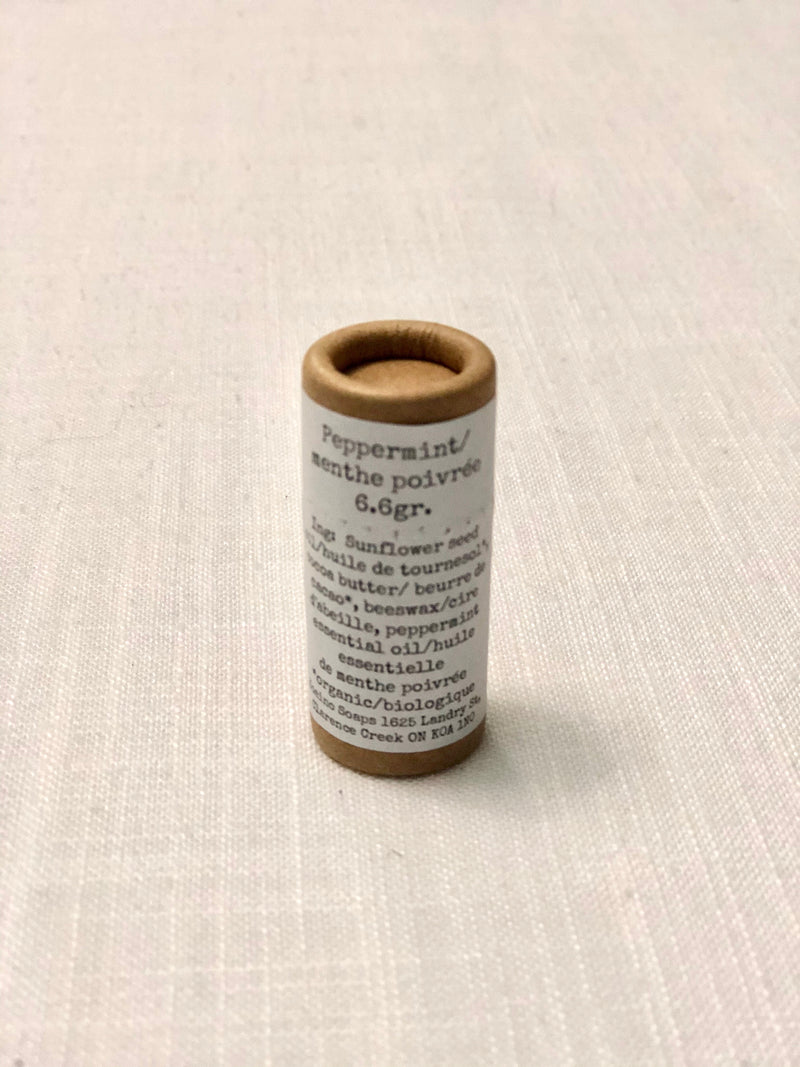 Peppermint/
menthe poivrée
6.6gr.
Ing: Sunflower seed
oil/huile de tournesol*,
cocoa butter/ beurre de
cacao*, beeswax/cire
d'abeille, peppermint
essential oil/huile
essentielle
de menthe poivrée
*organic/biologique
Soaps 1625 Landry St.
Clarence Creek ON K0A 1N0